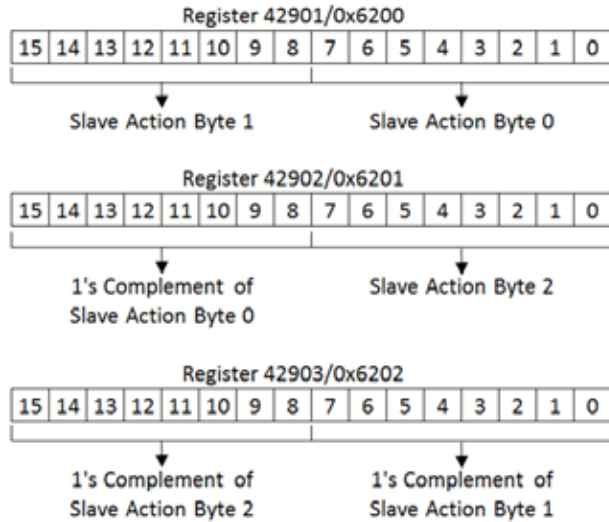 Register 42901/0x6200
15 14 13 12 11 10 9 8 7 6 5 4 3 2 1 0
Slave Action Byte 1 Slave Action Byte 0
Register 42902/0x6201
15 14 13 12 11 10 9 8 7 6 5 4 3 2 1 0
1's Complement of Slave Action Byte 2
Slave Action Byte 0
Register 42903/0x6202
15 14 13 12 11 10 9 8 7 6 5 4 3 2 1 0
1's Complement of 1's Complement of
Slave Action Byte 2 Slave Action Byte 1